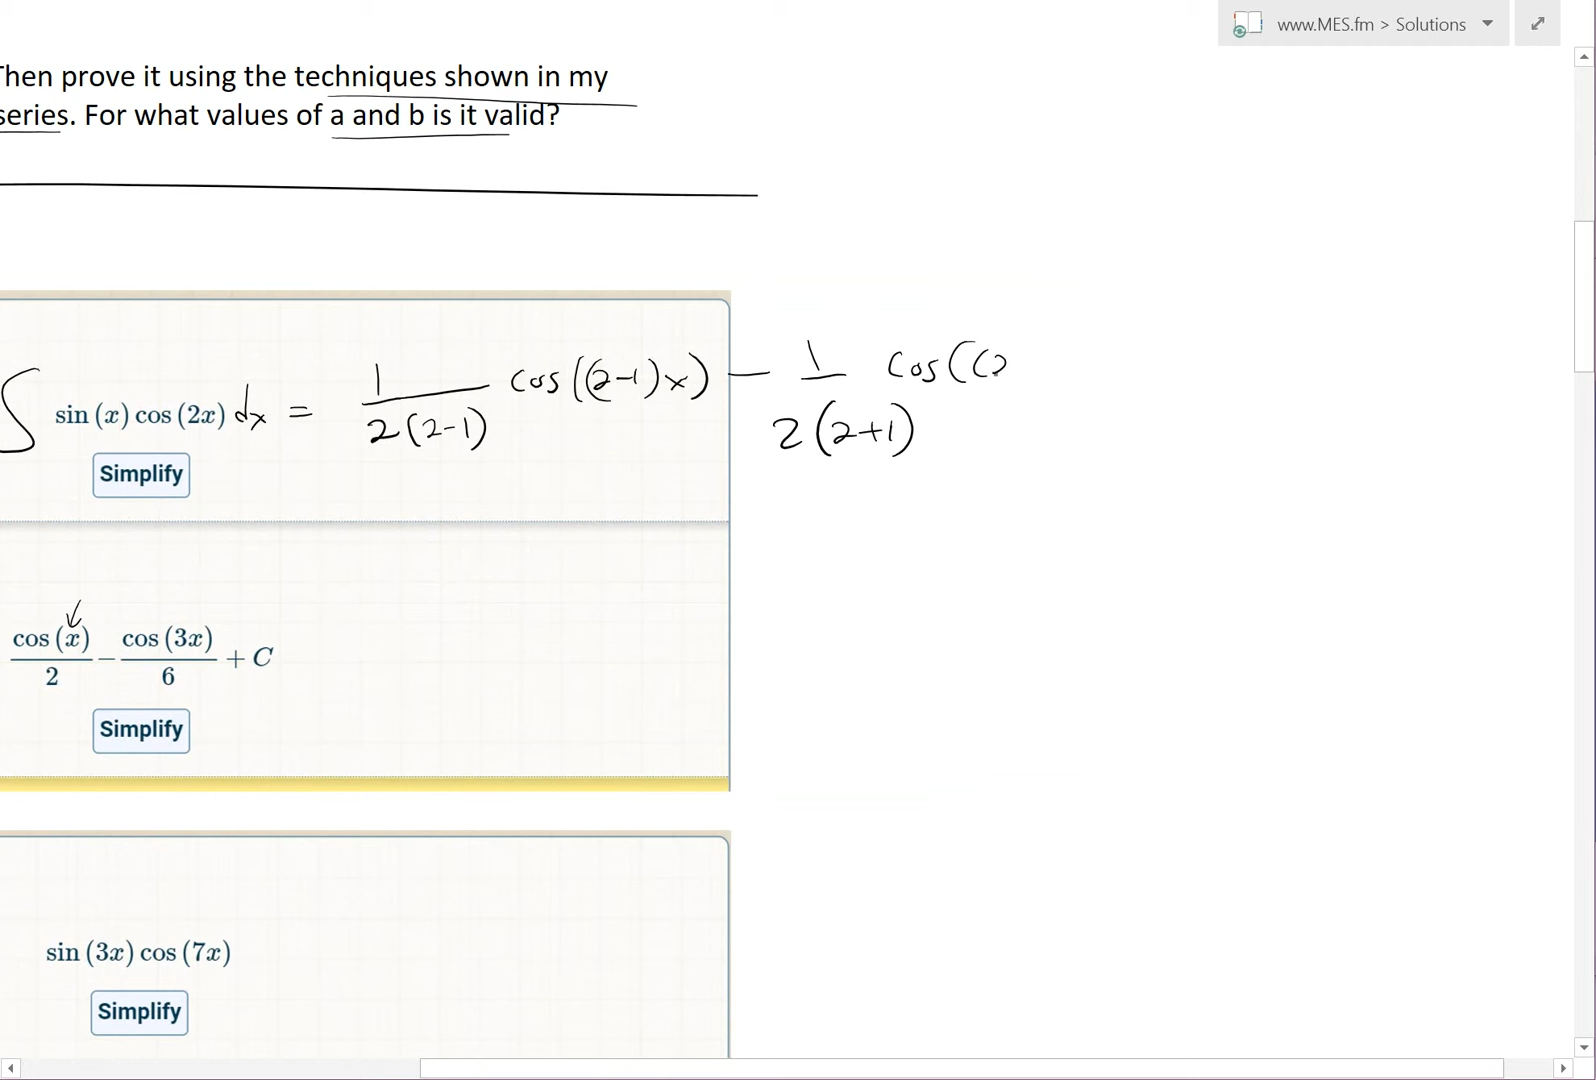 www.MES.fm > Solutions
Then prove it using the techniques shown in my
series. For what values of a and b is it valid?
∫ sin (x) cos (2x) dx = 1/2(2-1) cos((2-1)x) - 1/2(2+1) cos((2
Simplify
cos (x)/2 - cos (3x)/6 + C
Simplify
sin (3x) cos (7x)
Simplify